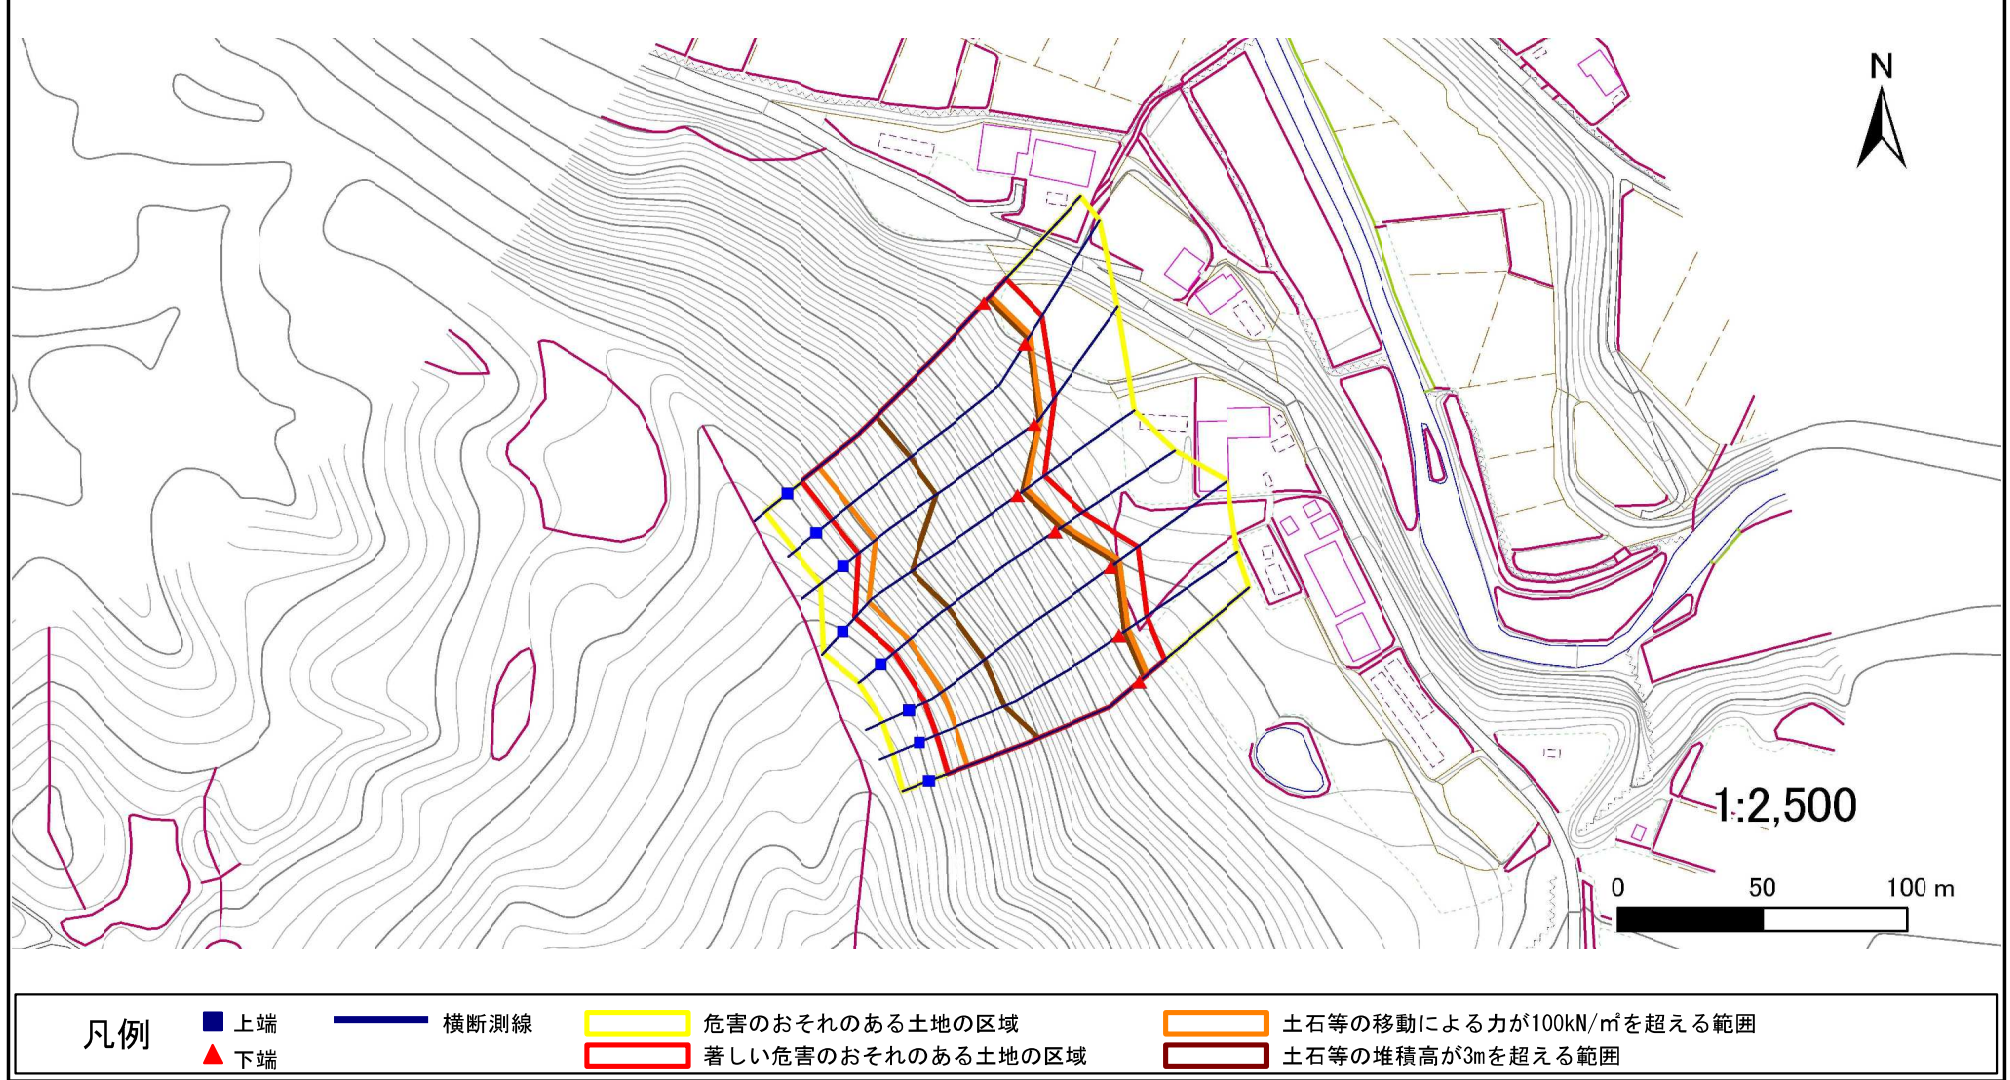 N
1:2,500
0 50 100 m
凡例
上端
下端
横断測線
危害のおそれのある土地の区域
著しい危害のおそれのある土地の区域
土石等の移動による力が100kN/㎡を超える範囲
土石等の堆積高が3mを超える範囲